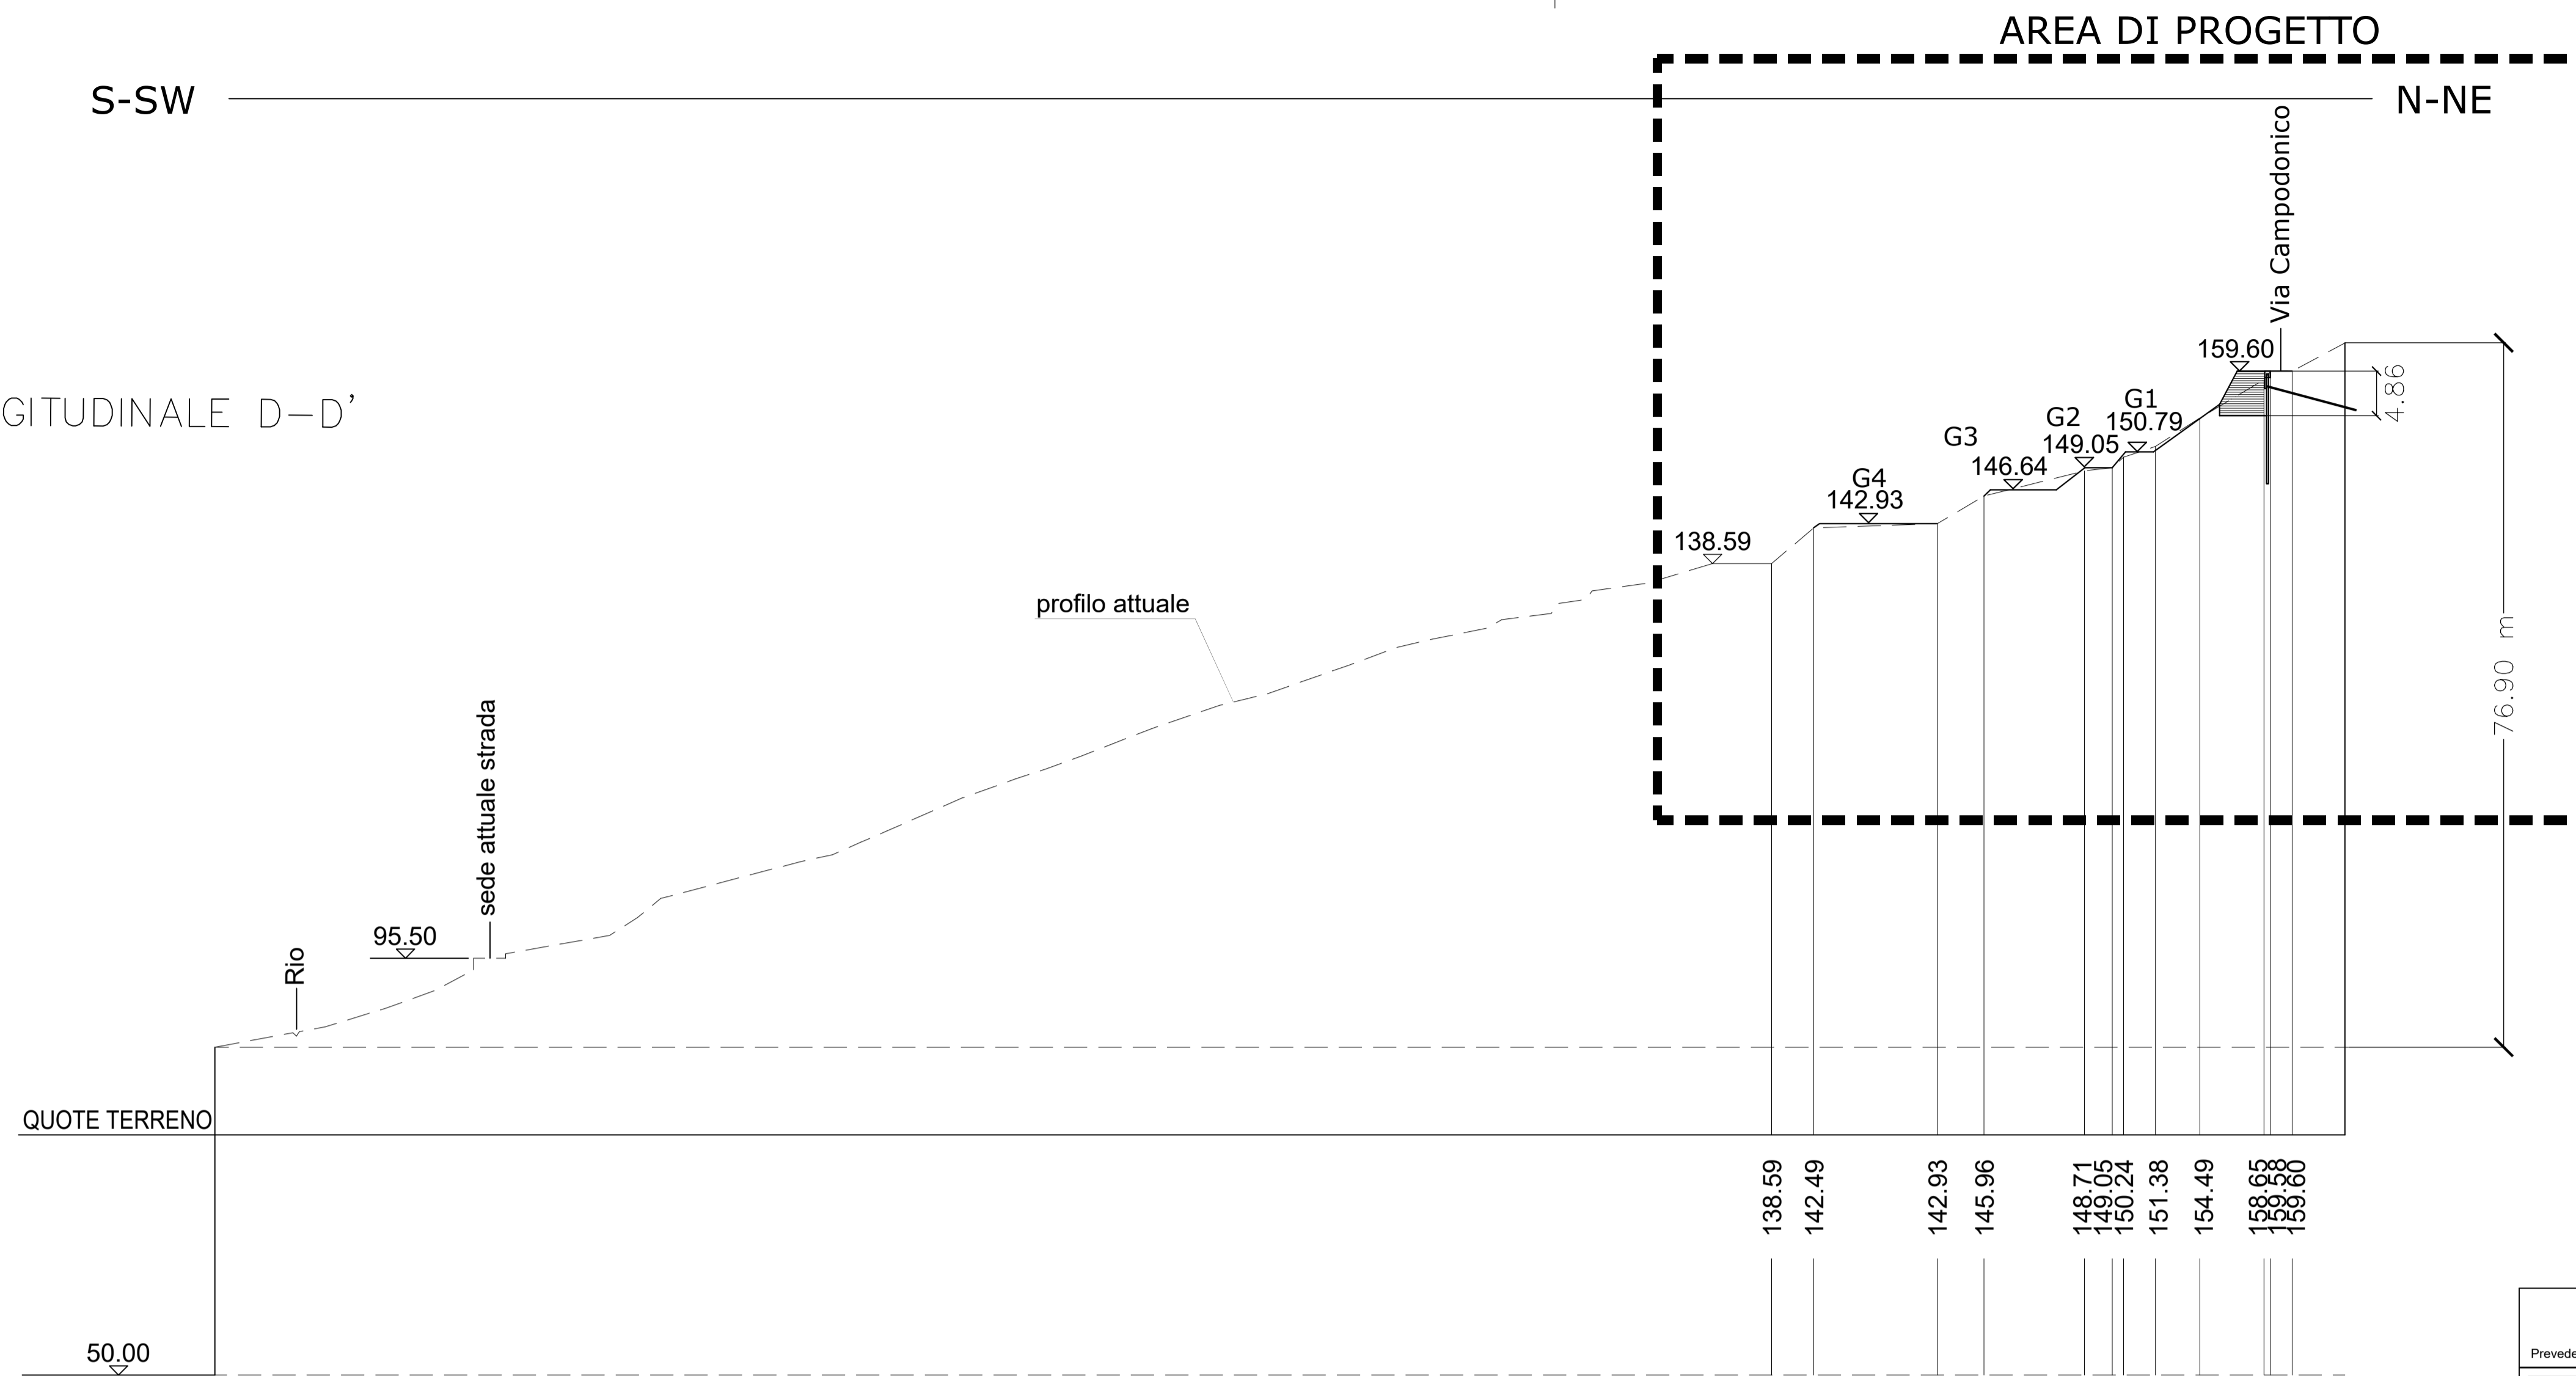 AREA DI PROGETTO
S-SW
N-NE
Via Campodonico
159.60
4.86
GITUDINALE D-D'
G1
150.79
G2
149.05
G3
146.64
G4
142.93
138.59
profilo attuale
76.90 m
sede attuale strada
95.50
Rio
QUOTE TERRENO
138.59
142.49
142.93
145.96
148.71
149.05
150.24
151.38
154.49
158.65
159.58
159.60
50.00
Prevede